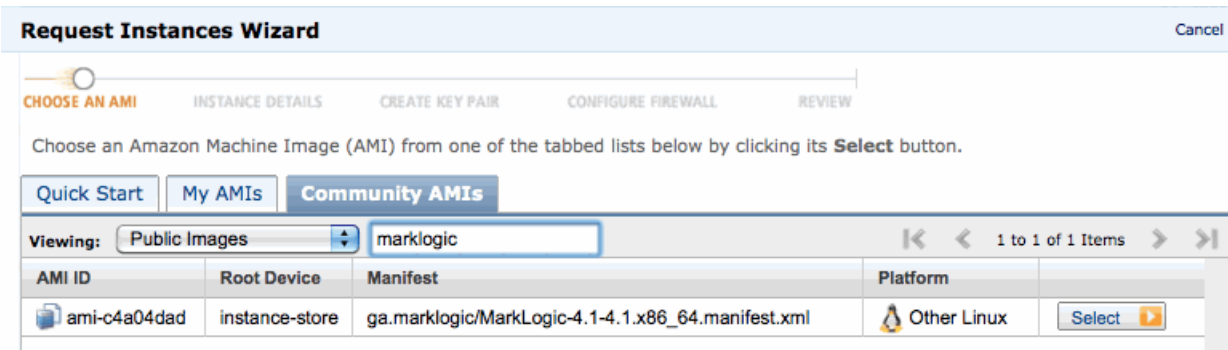 Request Instances Wizard Cancel
CHOOSE AN AMI INSTANCE DETAILS CREATE KEY PAIR CONFIGURE FIREWALL REVIEW
Choose an Amazon Machine Image (AMI) from one of the tabbed lists below by clicking its Select button.
Quick Start My AMIs Community AMIs
Viewing: Public Images marklogic 1 to 1 of 1 Items
AMI ID Root Device Manifest Platform
ami-c4a04dad instance-store ga.marklogic/MarkLogic-4.1-4.1.x86_64.manifest.xml Other Linux Select